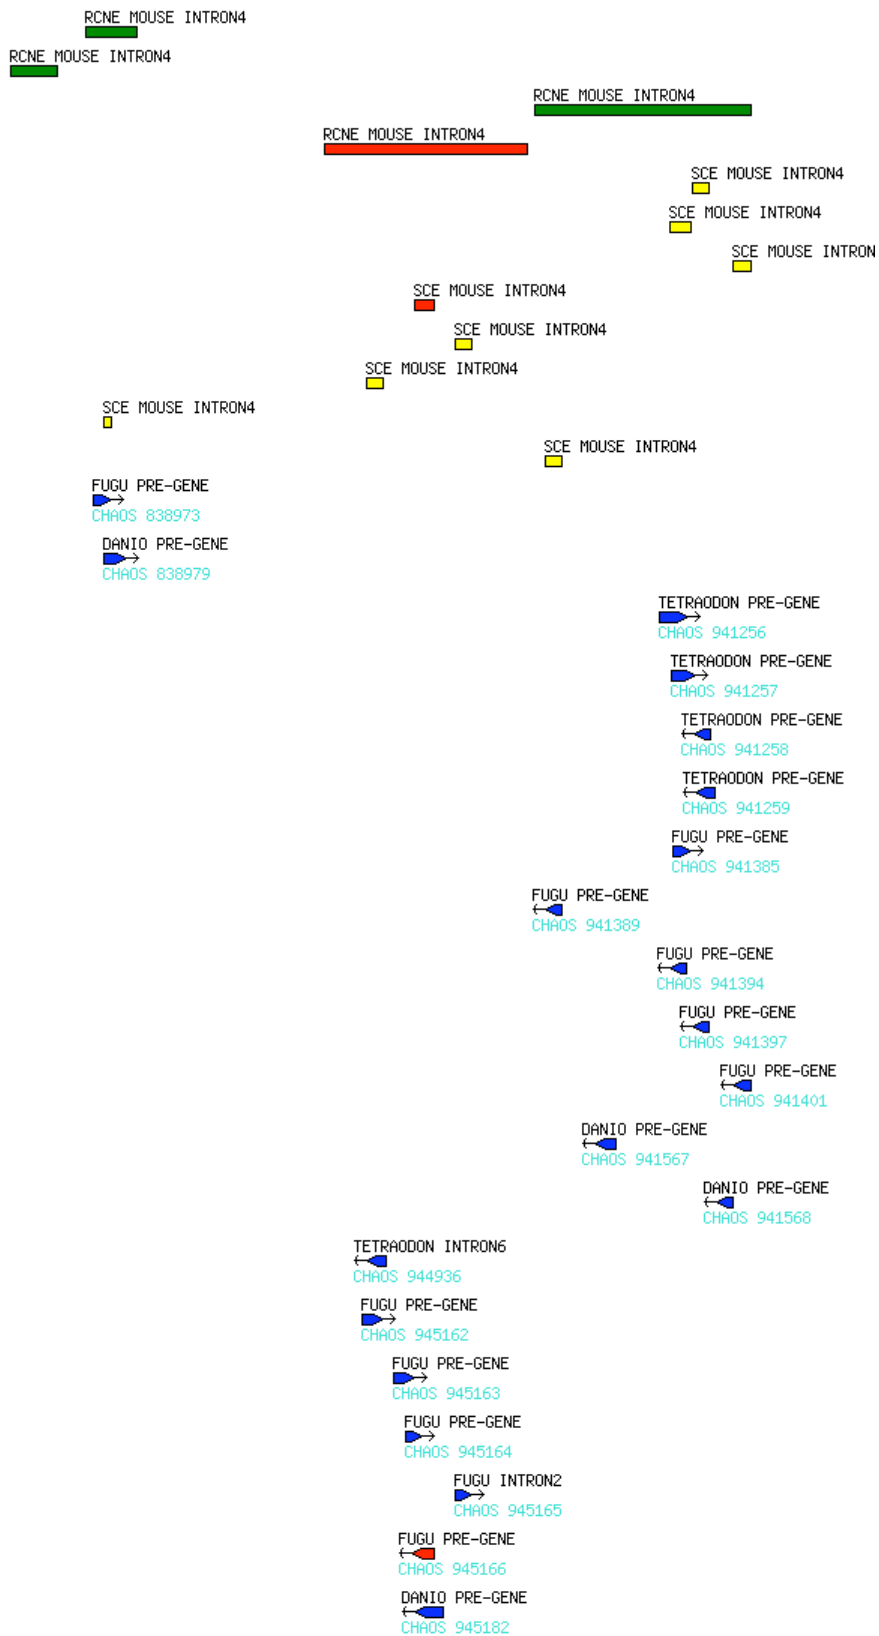 RCNE MOUSE INTRON4
RCNE MOUSE INTRON4
RCNE MOUSE INTRON4
RCNE MOUSE INTRON4
SCE MOUSE INTRON4
SCE MOUSE INTRON4
SCE MOUSE INTRON
SCE MOUSE INTRON4
SCE MOUSE INTRON4
SCE MOUSE INTRON4
SCE MOUSE INTRON4
SCE MOUSE INTRON4
FUGU PRE-GENE
CHAOS 838973
DANIO PRE-GENE
CHAOS 838979
TETRAODON PRE-GENE
CHAOS 941256
TETRAODON PRE-GENE
CHAOS 941257
TETRAODON PRE-GENE
CHAOS 941258
TETRAODON PRE-GENE
CHAOS 941259
FUGU PRE-GENE
CHAOS 941385
FUGU PRE-GENE
CHAOS 941389
FUGU PRE-GENE
CHAOS 941394
FUGU PRE-GENE
CHAOS 941397
FUGU PRE-GENE
CHAOS 941401
DANIO PRE-GENE
CHAOS 941567
DANIO PRE-GENE
CHAOS 941568
TETRAODON INTRON6
CHAOS 944936
FUGU PRE-GENE
CHAOS 945162
FUGU PRE-GENE
CHAOS 945163
FUGU PRE-GENE
CHAOS 945164
FUGU INTRON2
CHAOS 945165
FUGU PRE-GENE
CHAOS 945166
DANIO PRE-GENE
CHAOS 945182